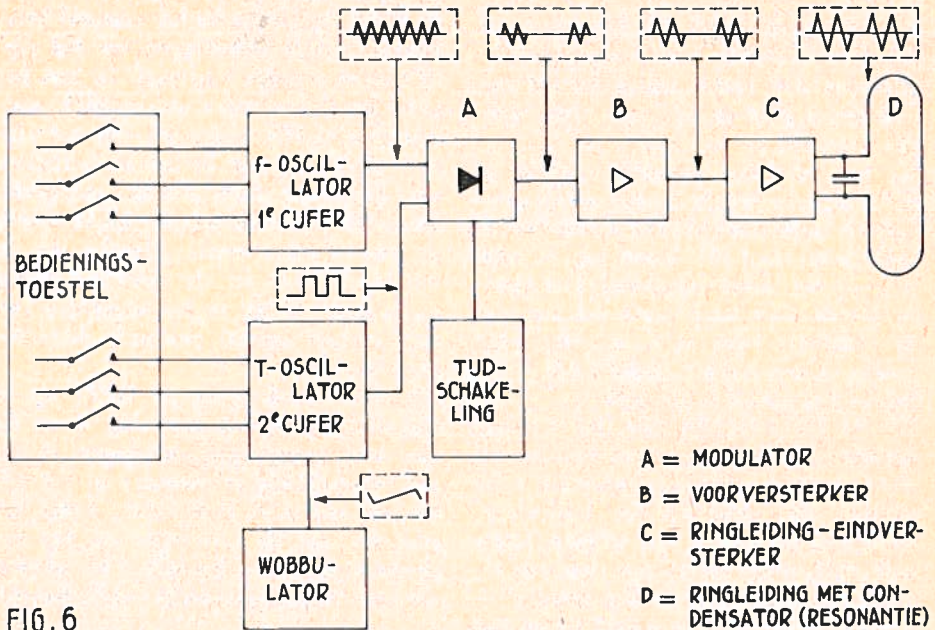 A
B
C
D
f-OSCIL-
LATOR
1e CIJFER
BEDIENINGS-
TOESTEL
T-OSCIL-
LATOR
2e CIJFER
TIJD-
SCHAKE-
LING
WOBBU-
LATOR
A = MODULATOR
B = VOORVERSTERKER
C = RINGLEIDING-EINDVER-
STERKER
D = RINGLEIDING MET CON-
DENSATOR (RESONANTIE)
FIG. 6